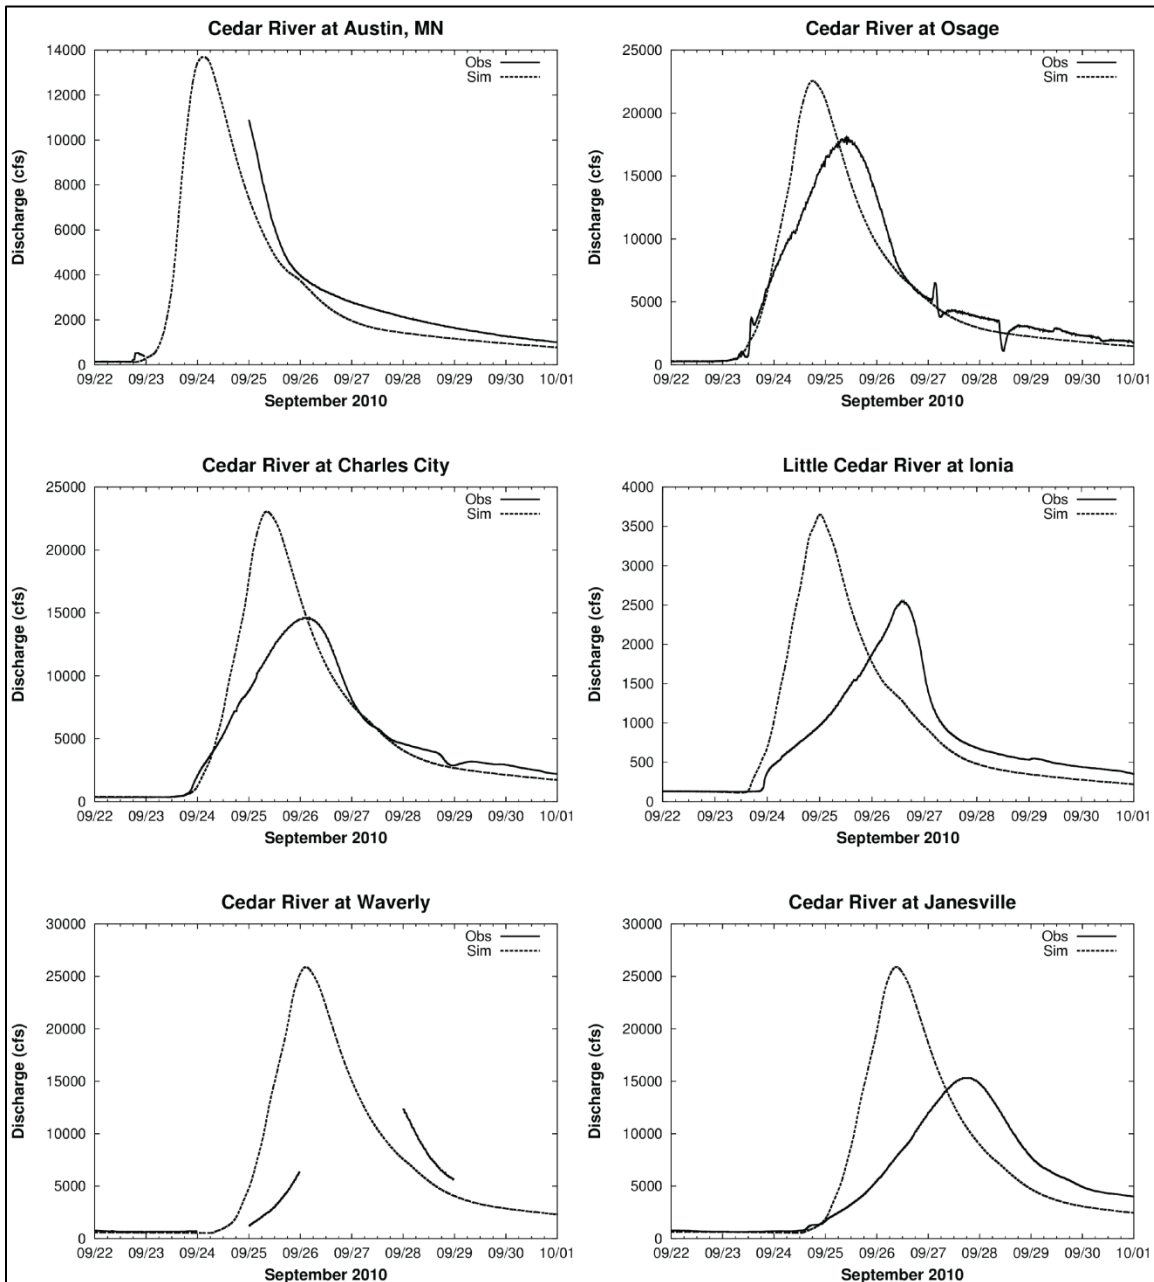 Cedar River at Austin, MN
Discharge (cfs)
14000
12000
10000
8000
6000
4000
2000
0
Obs
Sim
09/22 09/23 09/24 09/25 09/26 09/27 09/28 09/29 09/30 10/01
September 2010
Cedar River at Osage
Discharge (cfs)
25000
20000
15000
10000
5000
0
Obs
Sim
09/22 09/23 09/24 09/25 09/26 09/27 09/28 09/29 09/30 10/01
September 2010
Cedar River at Charles City
Discharge (cfs)
25000
20000
15000
10000
5000
0
Obs
Sim
09/22 09/23 09/24 09/25 09/26 09/27 09/28 09/29 09/30 10/01
September 2010
Little Cedar River at Ionia
Discharge (cfs)
4000
3500
3000
2500
2000
1500
1000
500
0
Obs
Sim
09/22 09/23 09/24 09/25 09/26 09/27 09/28 09/29 09/30 10/01
September 2010
Cedar River at Waverly
Discharge (cfs)
30000
25000
20000
15000
10000
5000
0
Obs
Sim
09/22 09/23 09/24 09/25 09/26 09/27 09/28 09/29 09/30 10/01
September 2010
Cedar River at Janesville
Discharge (cfs)
30000
25000
20000
15000
10000
5000
0
Obs
Sim
09/22 09/23 09/24 09/25 09/26 09/27 09/28 09/29 09/30 10/01
September 2010